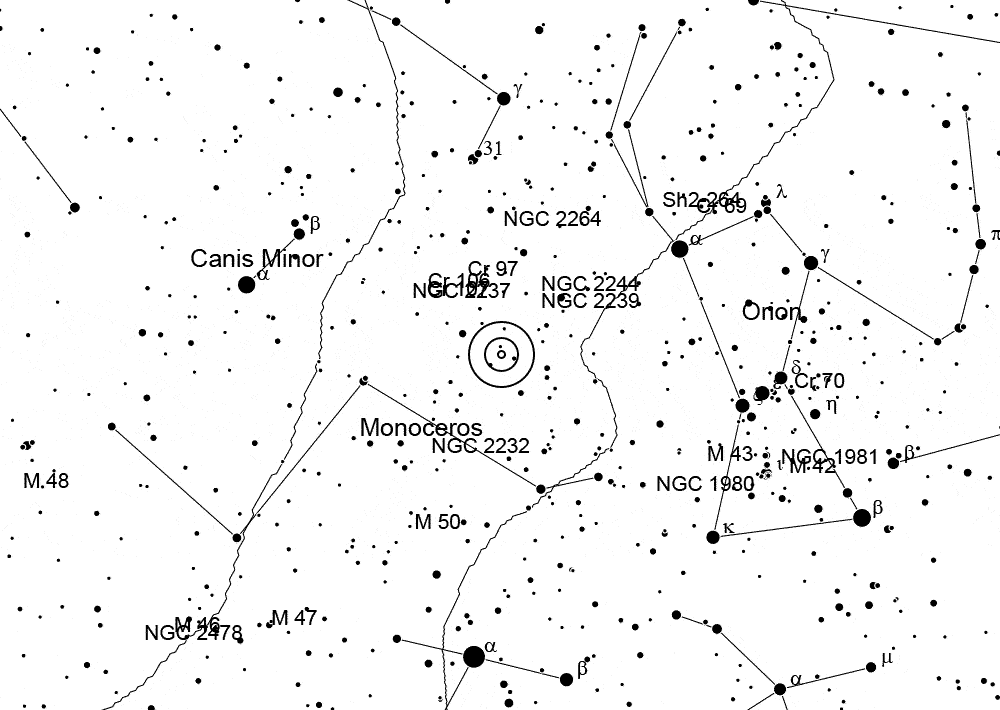 γ
31
Sh2-264
Cr 69
λ
NGC 2264
β
α
π
Canis Minor
α
γ
Cr 97
Cr 106
NGC 2237
NGC 2244
NGC 2239
Orion
δ
Cr 70
ε
ζ
η
Monoceros
NGC 2232
M 43
NGC 1981
β
ι
M 42
M 48
NGC 1980
M 50
β
κ
M 46
M 47
NGC 2478
α
β
μ
α